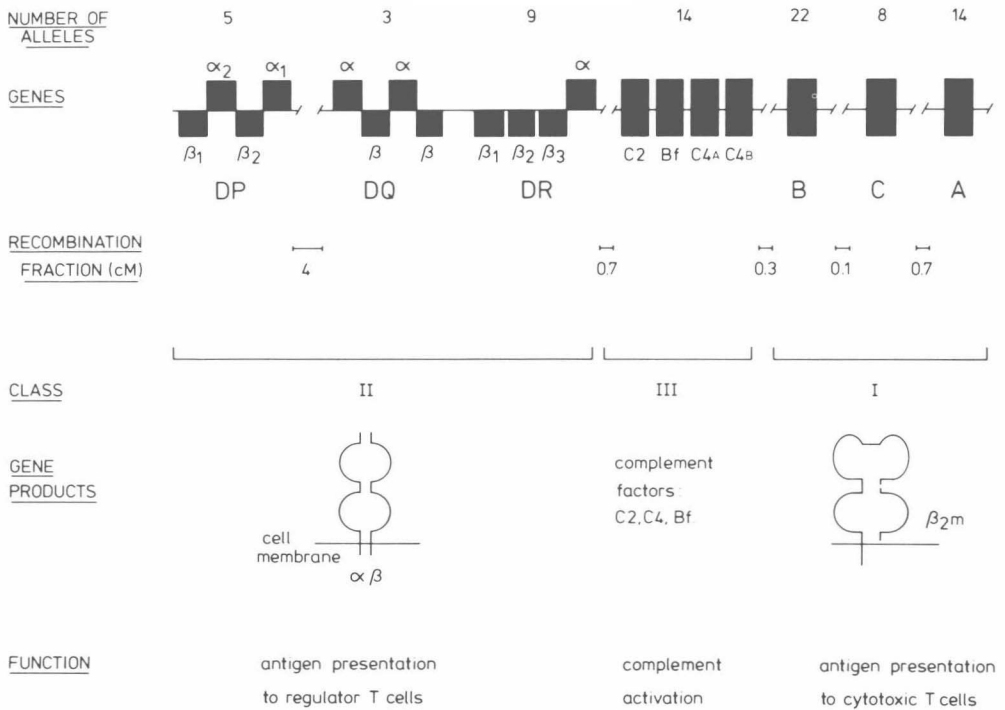 NUMBER OF
ALLELES
5 3 9 14 22 8 14
α2 α1 α α α
GENES
β1 β2 β β β1 β2 β3 C2 Bf C4A C4B
DP DQ DR B C A
RECOMBINATION
FRACTION (cM)
4 0.7 0.3 0.1 0.7
CLASS
II III I
GENE
PRODUCTS
complement
factors:
C2, C4, Bf.
β2m
cell
membrane
α β
FUNCTION
antigen presentation
to regulator T cells
complement
activation
antigen presentation
to cytotoxic T cells